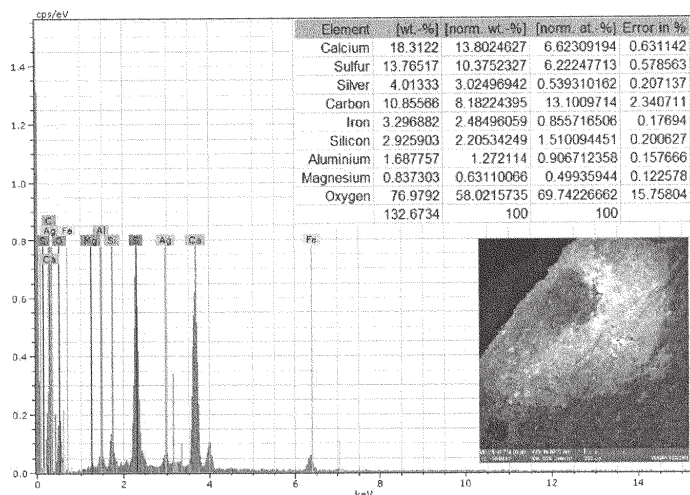 cps/eV
Element [wt.-%] [norm. wt.-%] [norm. at.-%] Error in %
Calcium 18.3122 13.8024627 6.62309194 0.631142
Sulfur 13.76517 10.3752327 6.22247713 0.578563
Silver 4.01333 3.02496942 0.539310162 0.207137
Carbon 10.85566 8.18224395 13.1009714 2.340711
Iron 3.296882 2.48496059 0.855716506 0.17694
Silicon 2.925903 2.20534249 1.510094451 0.200627
Aluminium 1.687757 1.272114 0.906712358 0.157666
Magnesium 0.837303 0.63110066 0.49935944 0.122578
Oxygen 76.9792 58.0215735 69.74226662 15.75804
132.6734 100 100
1.4
1.2
1.0
0.8
0.6
0.4
0.2
0.0
C
Ag Fe Al
S O Mg Si S Ag Ca Fe
Ca
0 2 4 6 8 10 12 14
keV